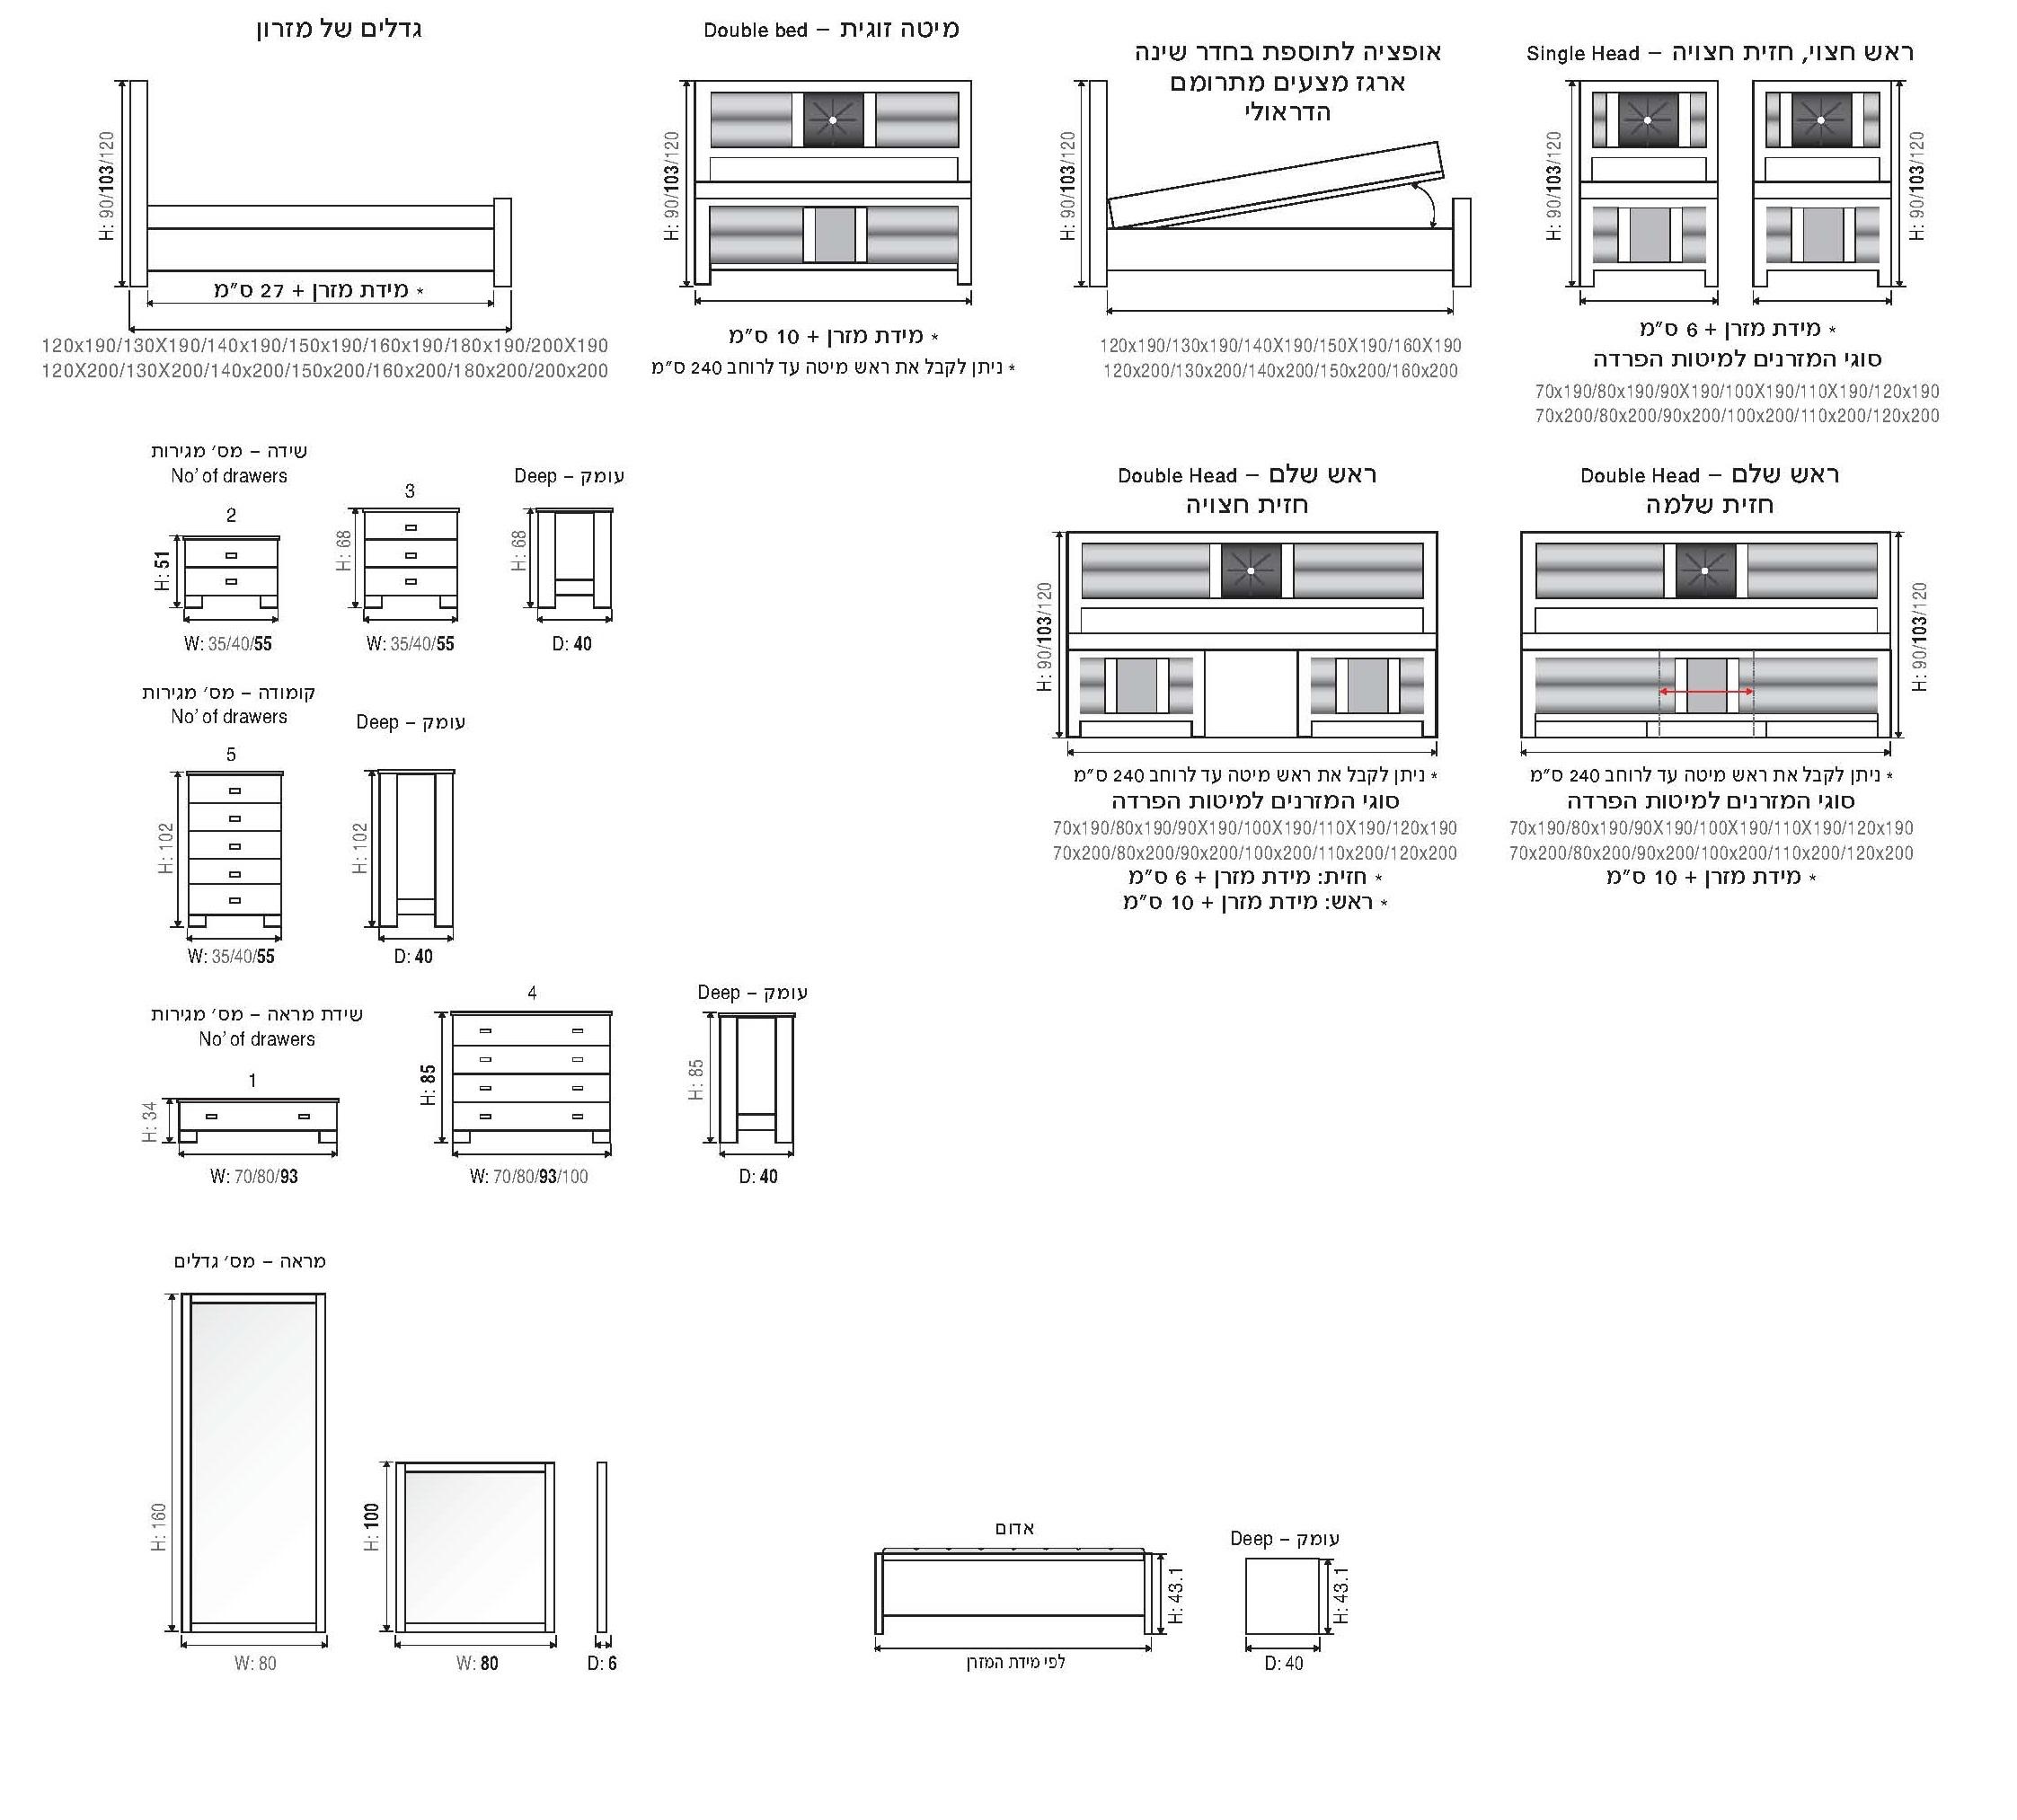 גדלים של מזרון
H: 90/103/120
* מידת מזרן + 27 ס"מ
120x190/130X190/140x190/150x190/160x190/180x190/200X190
120X200/130X200/140x200/150x200/160x200/180x200/200x200
מיטה זוגית – Double bed
H: 90/103/120
* מידת מזרן + 10 ס"מ
* ניתן לקבל את ראש מיטה עד לרוחב 240 ס"מ
אופציה לתוספת בחדר שינה
ארגז מצעים מתרומם
הדראולי
H: 90/103/120
120x190/130x190/140X190/150X190/160X190
120x200/130x200/140x200/150x200/160x200
ראש חצוי, חזית חצויה – Single Head
H: 90/103/120
H: 90/103/120
* מידת מזרן + 6 ס"מ
סוגי המזרנים למיטות הפרדה
70x190/80x190/90X190/100X190/110X190/120x190
70x200/80x200/90x200/100x200/110x200/120x200
שידה – מס' מגירות
No' of drawers
2
H: 51
W: 35/40/55
3
H: 68
W: 35/40/55
עומק – Deep
H: 68
D: 40
ראש שלם – Double Head
חזית חצויה
H: 90/103/120
* ניתן לקבל את ראש מיטה עד לרוחב 240 ס"מ
סוגי המזרנים למיטות הפרדה
70x190/80x190/90X190/100X190/110X190/120x190
70x200/80x200/90x200/100x200/110x200/120x200
* חזית: מידת מזרן + 6 ס"מ
* ראש: מידת מזרן + 10 ס"מ
ראש שלם – Double Head
חזית שלמה
H: 90/103/120
* ניתן לקבל את ראש מיטה עד לרוחב 240 ס"מ
סוגי המזרנים למיטות הפרדה
70x190/80x190/90X190/100X190/110X190/120x190
70x200/80x200/90x200/100x200/110x200/120x200
* מידת מזרן + 10 ס"מ
קומודה – מס' מגירות
No' of drawers
5
H: 102
W: 35/40/55
עומק – Deep
H: 102
D: 40
שידת מראה – מס' מגירות
No' of drawers
1
H: 34
W: 70/80/93
4
H: 85
W: 70/80/93/100
עומק – Deep
H: 85
D: 40
מראה – מס' גדלים
H: 160
W: 80
H: 100
W: 80
D: 6
אדום
H: 43.1
לפי מידת המזרן
עומק – Deep
H: 43.1
D: 40